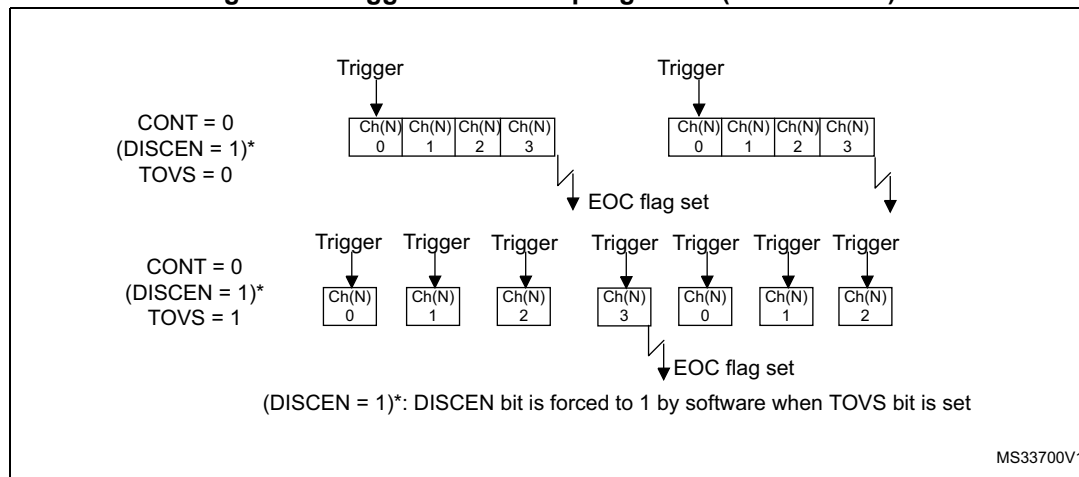 Trigger Trigger
CONT = 0
(DISCEN = 1)*
TOVS = 0
Ch(N) Ch(N) Ch(N) Ch(N)
0 1 2 3
Ch(N) Ch(N) Ch(N) Ch(N)
0 1 2 3
EOC flag set
Trigger Trigger Trigger Trigger Trigger Trigger Trigger
CONT = 0
(DISCEN = 1)*
TOVS = 1
Ch(N) Ch(N) Ch(N) Ch(N) Ch(N) Ch(N) Ch(N)
0 1 2 3 0 1 2
EOC flag set
(DISCEN = 1)*: DISCEN bit is forced to 1 by software when TOVS bit is set